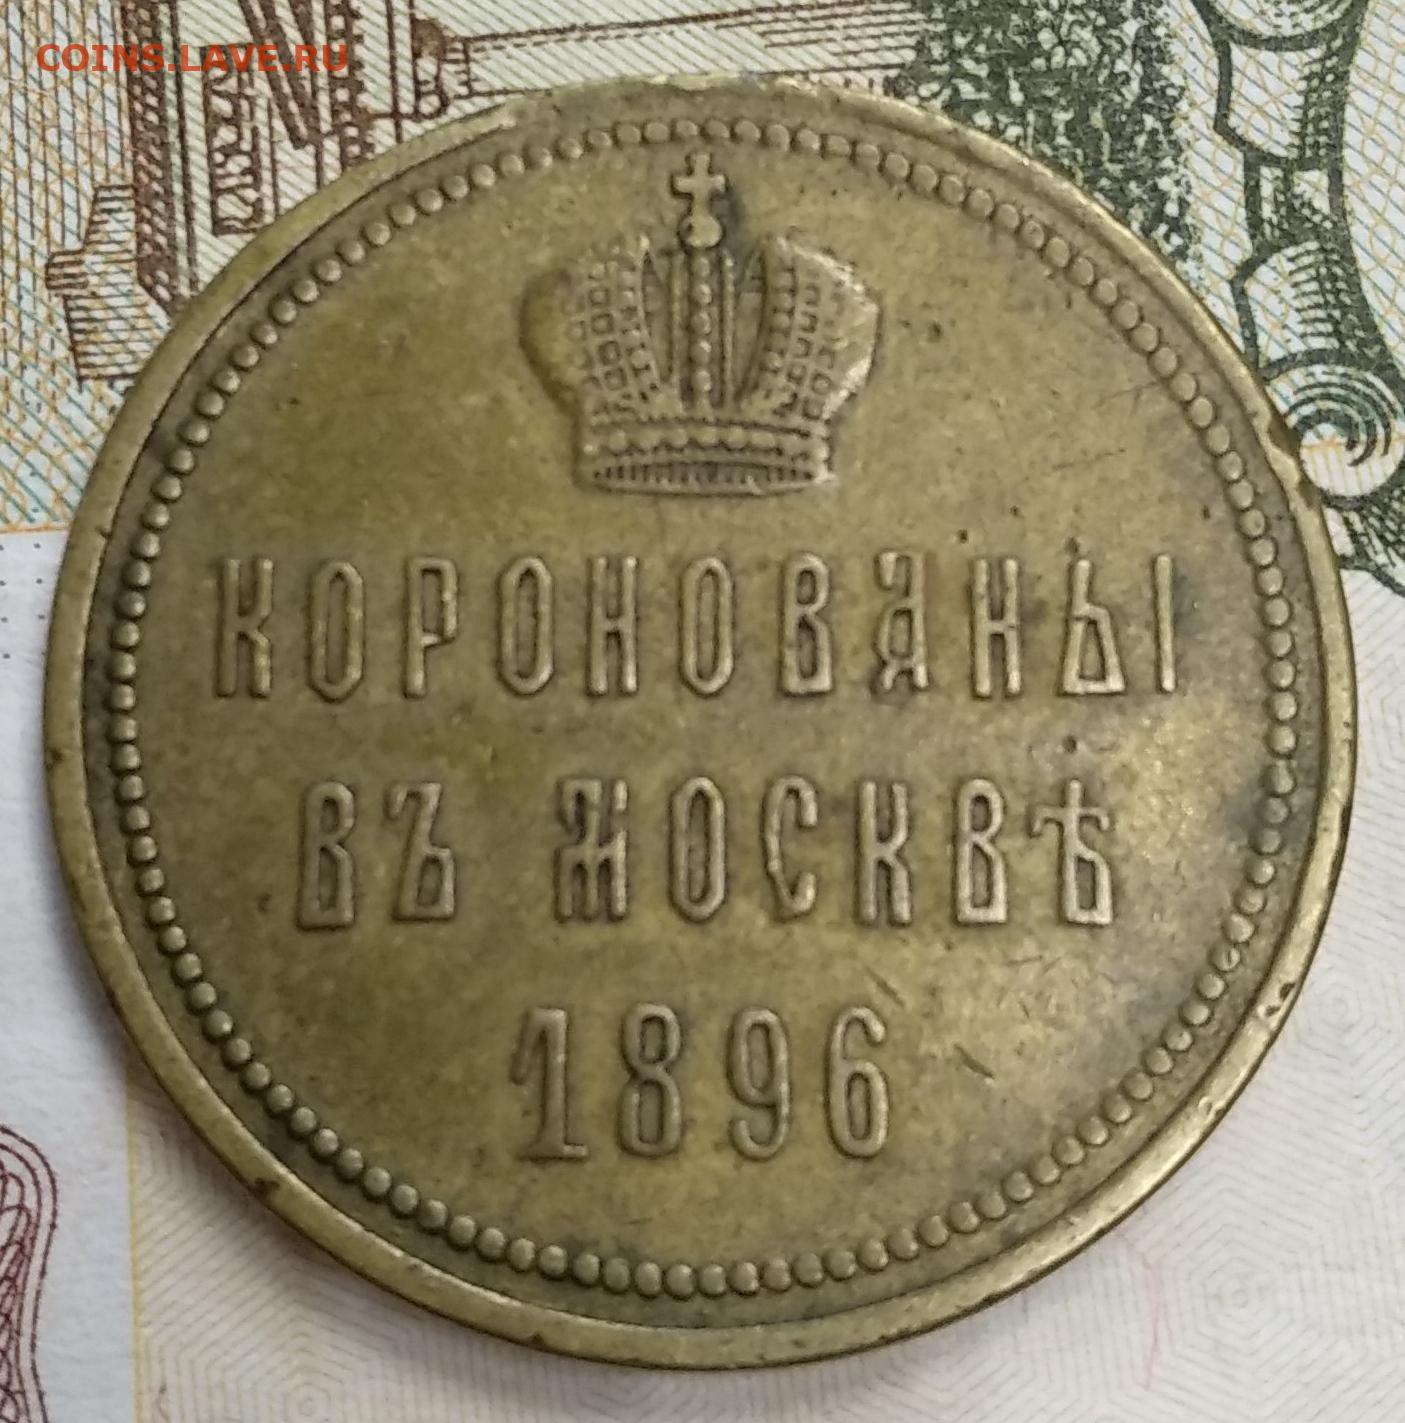 COINS.LAVE.RU
КОРОНОВАНЫ
ВЪ МОСКВѢ
1896